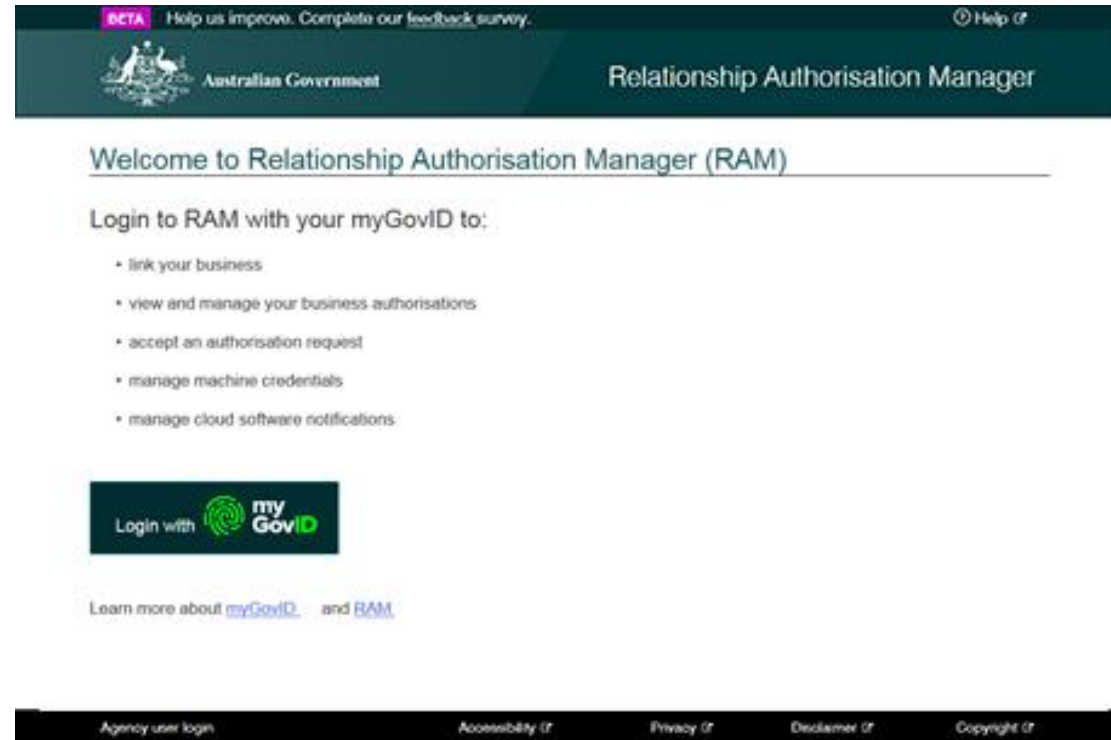 BETA Help us improve. Complete our feedback survey. Help
Australian Government Relationship Authorisation Manager
Welcome to Relationship Authorisation Manager (RAM)
Login to RAM with your myGovID to:
• link your business
• view and manage your business authorisations
• accept an authorisation request
• manage machine credentials
• manage cloud software notifications
Login with myGovID
Learn more about myGovID and RAM
Agency user login Accessibility Privacy Disclaimer Copyright